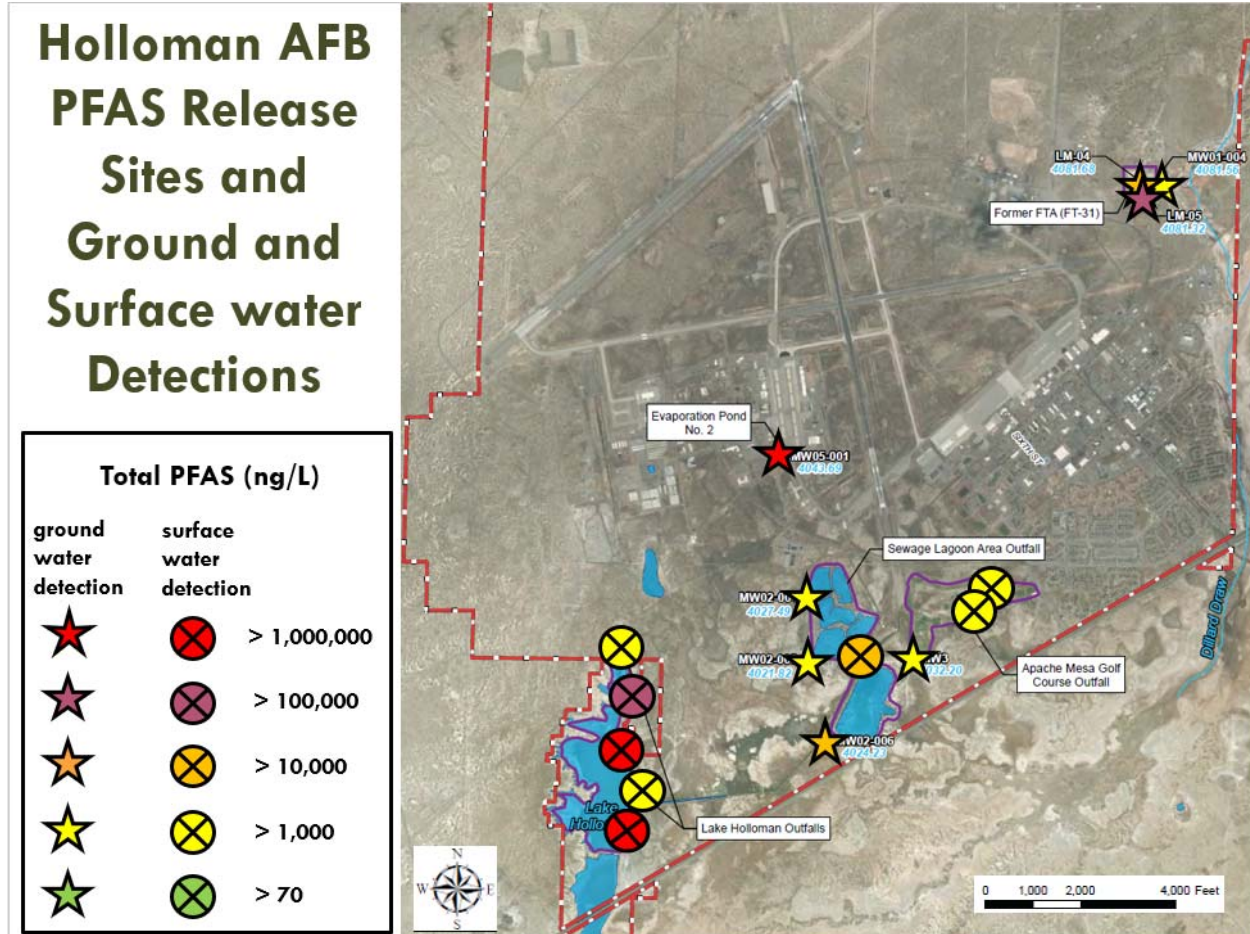 Holloman AFB
PFAS Release
Sites and
Ground and
Surface water
Detections
Total PFAS (ng/L)
ground
water
detection
surface
water
detection
> 1,000,000
> 100,000
> 10,000
> 1,000
> 70
LM-04
4081.68
MW01-004
4081.56
Former FTA (FT-31)
LM-05
4081.32
Evaporation Pond
No. 2
MW05-001
4043.69
SIXTH ST
Sewage Lagoon Area Outfall
4027.49
4021.82
Apache Mesa Golf
Course Outfall
MW02-006
4024.23
Dillard Draw
Lake
Lake Holloman Outfalls
N
W
E
S
0 1,000 2,000 4,000 Feet